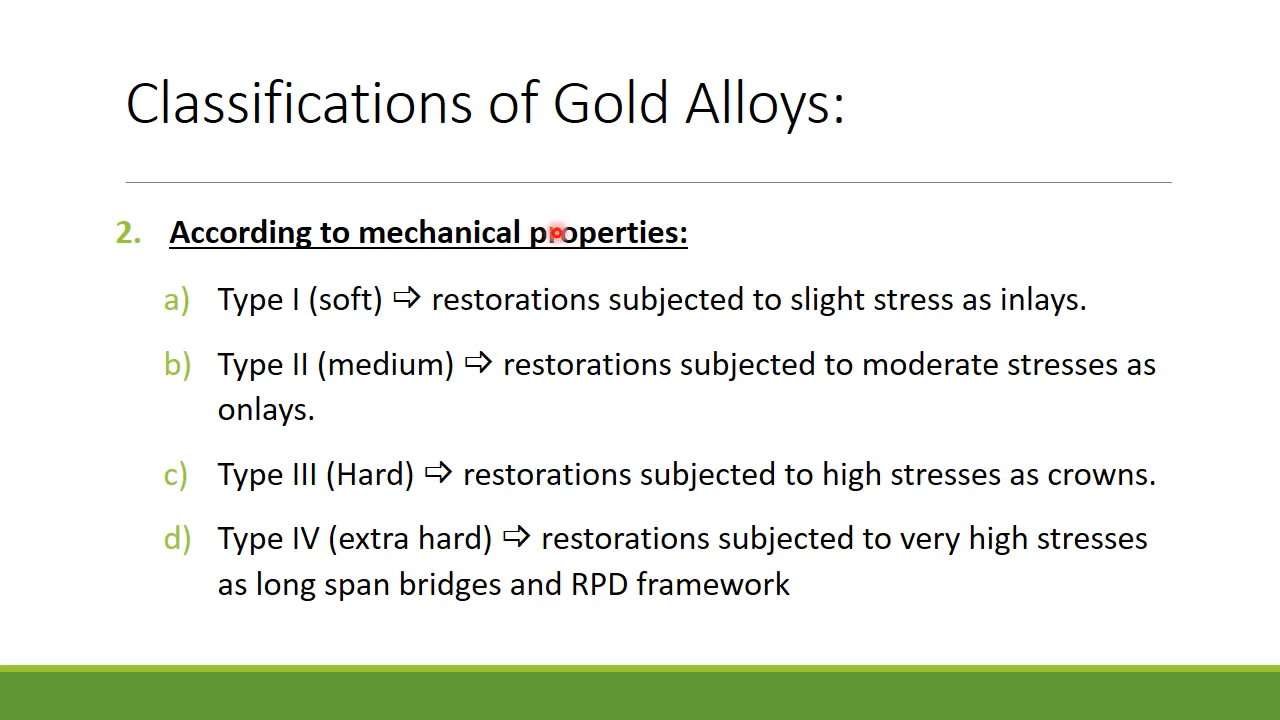 Classifications of Gold Alloys:
2. According to mechanical properties:
a) Type I (soft) ⇨ restorations subjected to slight stress as inlays.
b) Type II (medium) ⇨ restorations subjected to moderate stresses as
onlays.
c) Type III (Hard) ⇨ restorations subjected to high stresses as crowns.
d) Type IV (extra hard) ⇨ restorations subjected to very high stresses
as long span bridges and RPD framework